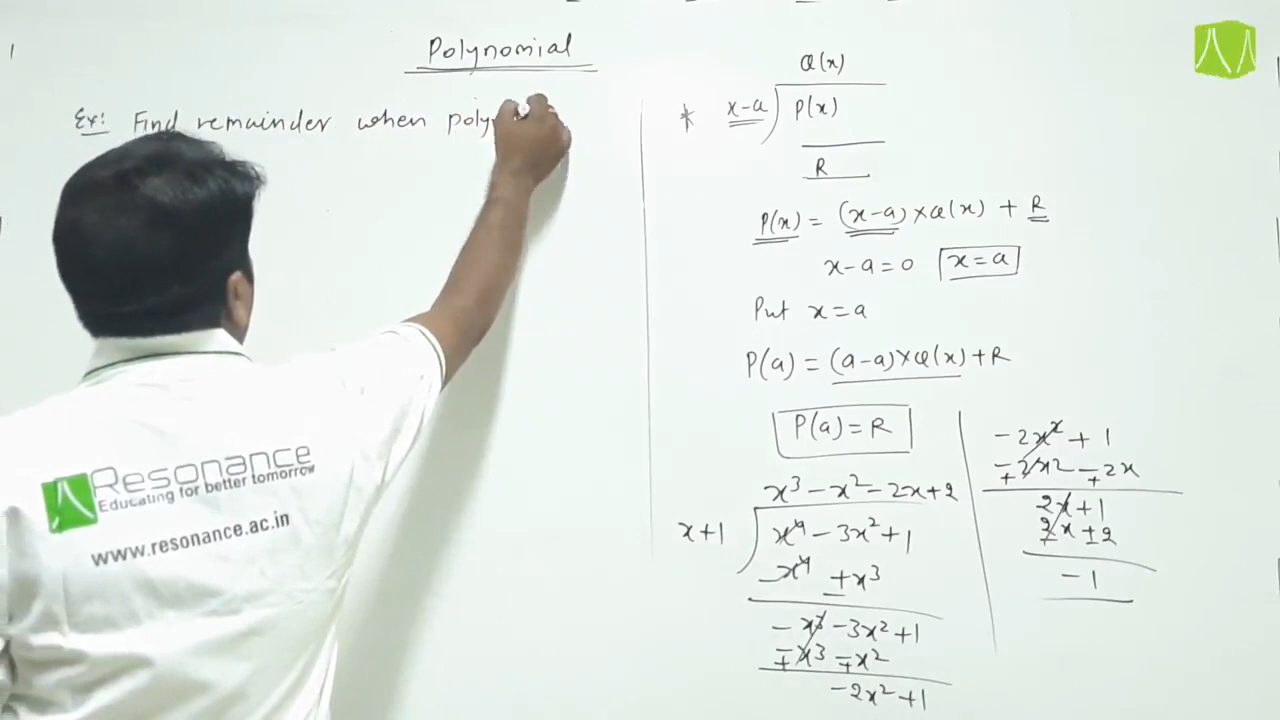 Polynomial
Ex: Find remainder when poly
Q(x)
* x-a) P(x)
R
P(x) = (x-a)×Q(x) + R
x-a=0 x=a
Put x=a
P(a) = (a-a)×Q(x)+R
P(a) = R
x³-x²-2x+2
x+1) x⁴-3x²+1
-x⁴ +x³
-x³-3x²+1
∓x³ ∓x²
-2x²+1
-2x²+1
∓2x² ∓2x
2x+1
2x±2
-1
Resonance
Educating for better tomorrow
www.resonance.ac.in